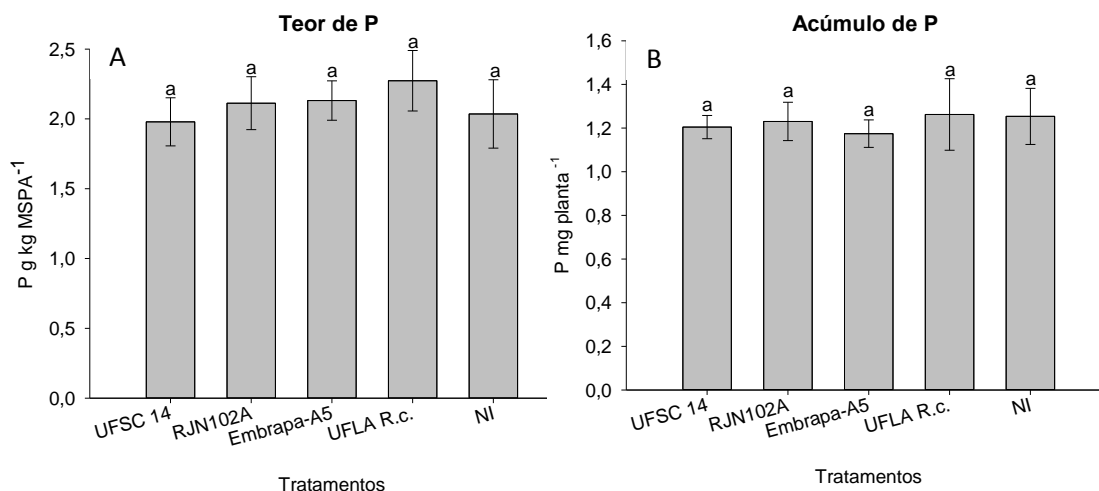 Teor de P
A
P g kg MSPA⁻¹
2,5
2,0
1,5
1,0
0,5
0,0
a
a
a
a
a
UFSC 14
RJN102A
Embrapa-A5
UFLA R.c.
NI
Tratamentos
Acúmulo de P
B
P mg planta ⁻¹
1,6
1,4
1,2
1,0
0,8
0,6
0,4
0,2
0,0
a
a
a
a
a
UFSC 14
RJN102A
Embrapa-A5
UFLA R.c.
NI
Tratamentos